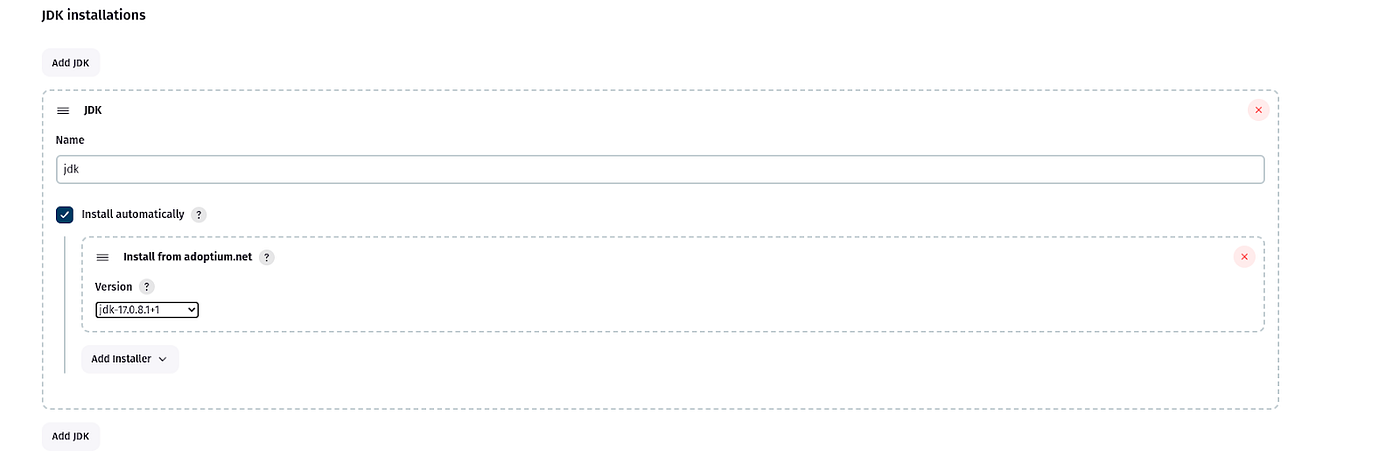 JDK installations
Add JDK
JDK
Name
jdk
Install automatically ?
Install from adoptium.net ?
Version ?
jdk-17.0.8.1+1
Add Installer
Add JDK